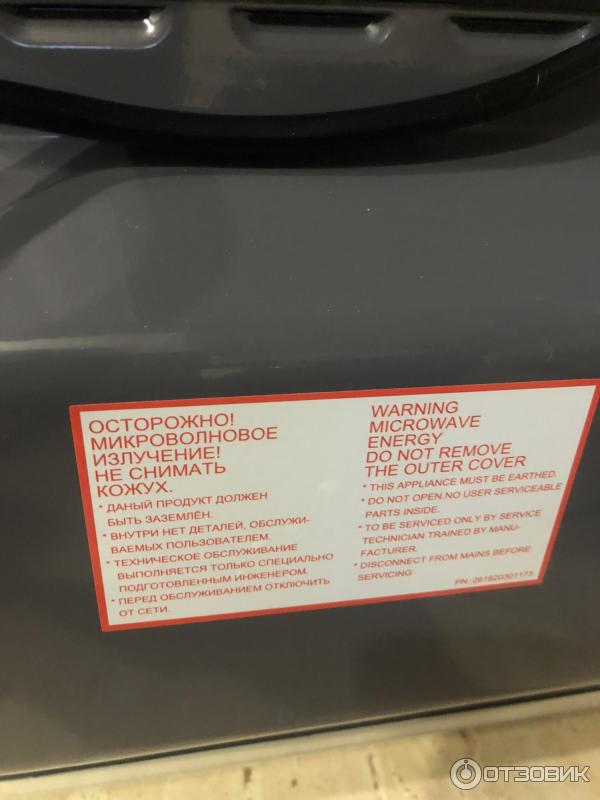 ОСТОРОЖНО!
МИКРОВОЛНОВОЕ
ИЗЛУЧЕНИЕ!
НЕ СНИМАТЬ
КОЖУХ.
* ДАНЫЙ ПРОДУКТ ДОЛЖЕН
БЫТЬ ЗАЗЕМЛЁН.
* ВНУТРИ НЕТ ДЕТАЛЕЙ, ОБСЛУЖИ-
ВАЕМЫХ ПОЛЬЗОВАТЕЛЕМ.
* ТЕХНИЧЕСКОЕ ОБСЛУЖИВАНИЕ
ВЫПОЛНЯЕТСЯ ТОЛЬКО СПЕЦИАЛЬНО
ПОДГОТОВЛЕННЫМ ИНЖЕНЕРОМ.
* ПЕРЕД ОБСЛУЖИВАНИЕМ ОТКЛЮЧИТЬ
ОТ СЕТИ.
WARNING
MICROWAVE
ENERGY
DO NOT REMOVE
THE OUTER COVER
* THIS APPLIANCE MUST BE EARTHED.
* DO NOT OPEN.NO USER SERVICEABLE
PARTS INSIDE.
* TO BE SERVICED ONLY BY SERVICE
TECHNICIAN TRAINED BY MANU-
FACTURER.
* DISCONNECT FROM MAINS BEFORE
SERVICING
PN.:261820301173
ОТЗОВИК